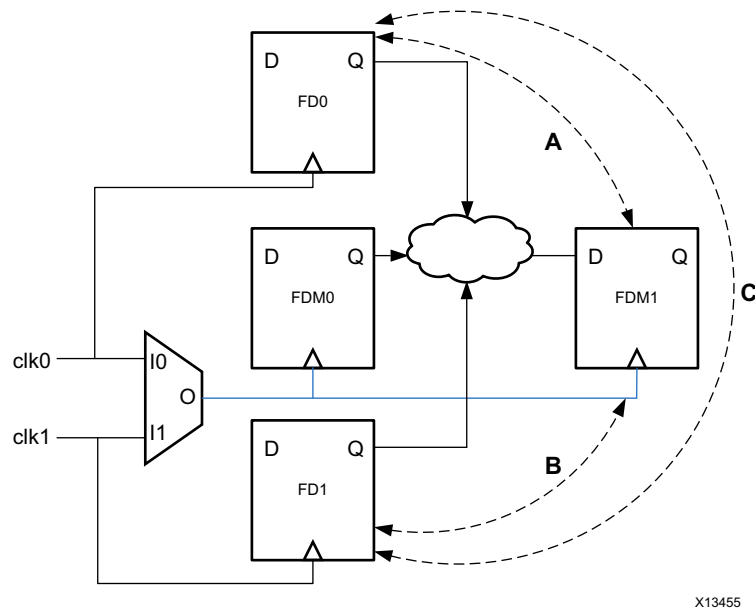 D Q
FD0
A
D Q
FDM0
D Q
FDM1
C
clk0
I0
O
clk1
I1
D Q
FD1
B
X13455